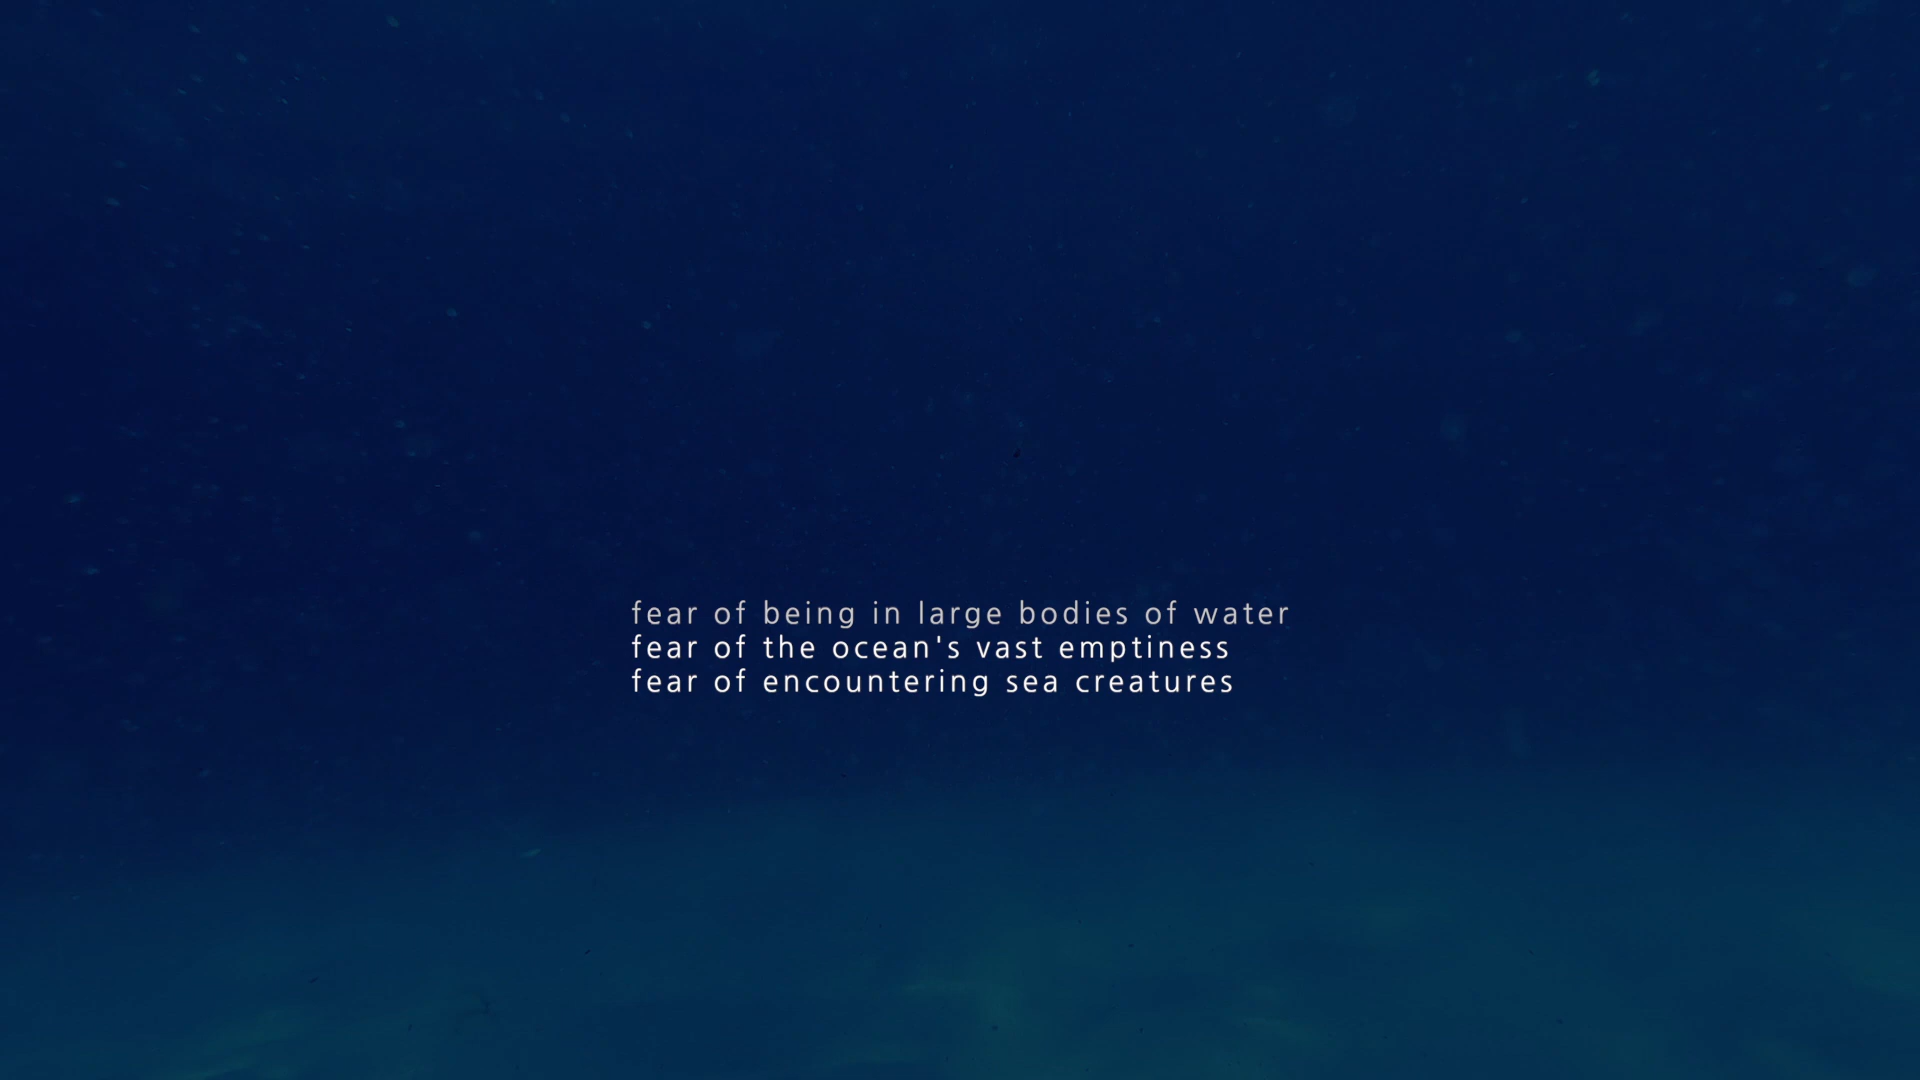 fear of being in large bodies of water
fear of the ocean's vast emptiness
fear of encountering sea creatures